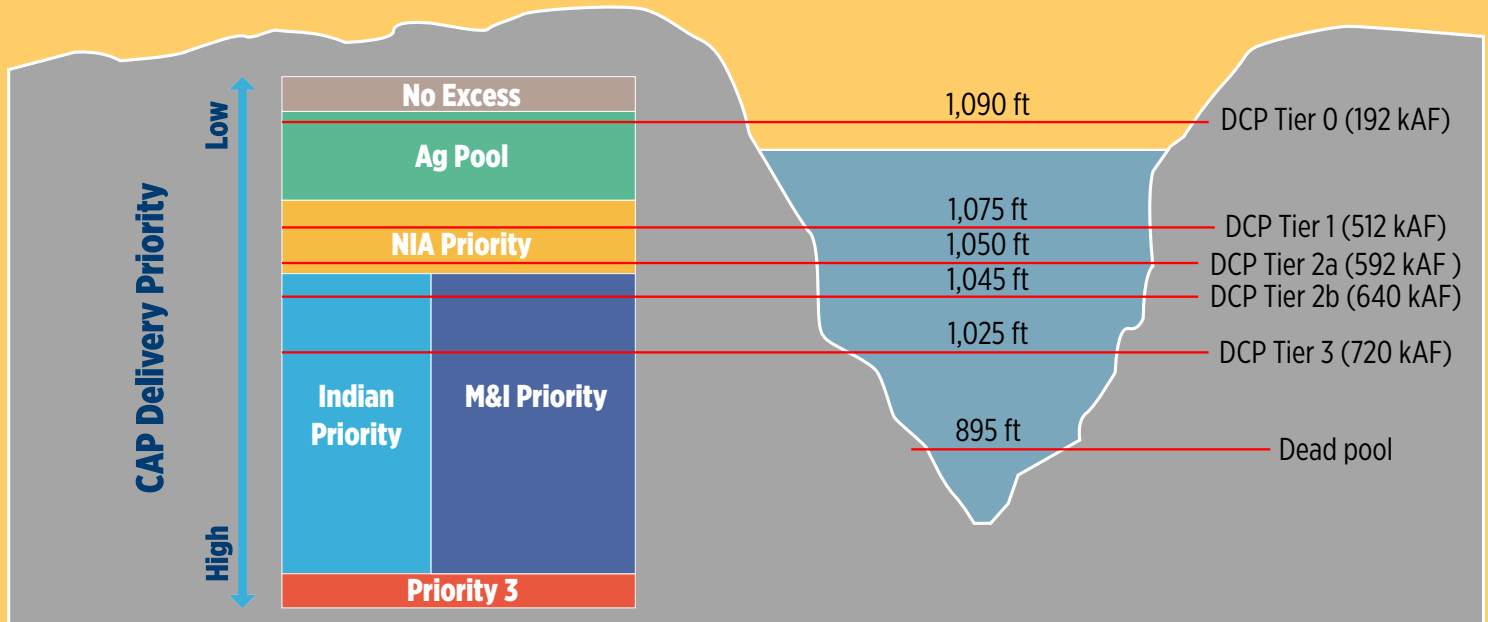 CAP Delivery Priority
Low
High
No Excess
Ag Pool
NIA Priority
Indian
Priority
M&I Priority
Priority 3
1,090 ft
DCP Tier 0 (192 kAF)
1,075 ft
DCP Tier 1 (512 kAF)
1,050 ft
DCP Tier 2a (592 kAF )
1,045 ft
DCP Tier 2b (640 kAF)
1,025 ft
DCP Tier 3 (720 kAF)
895 ft
Dead pool